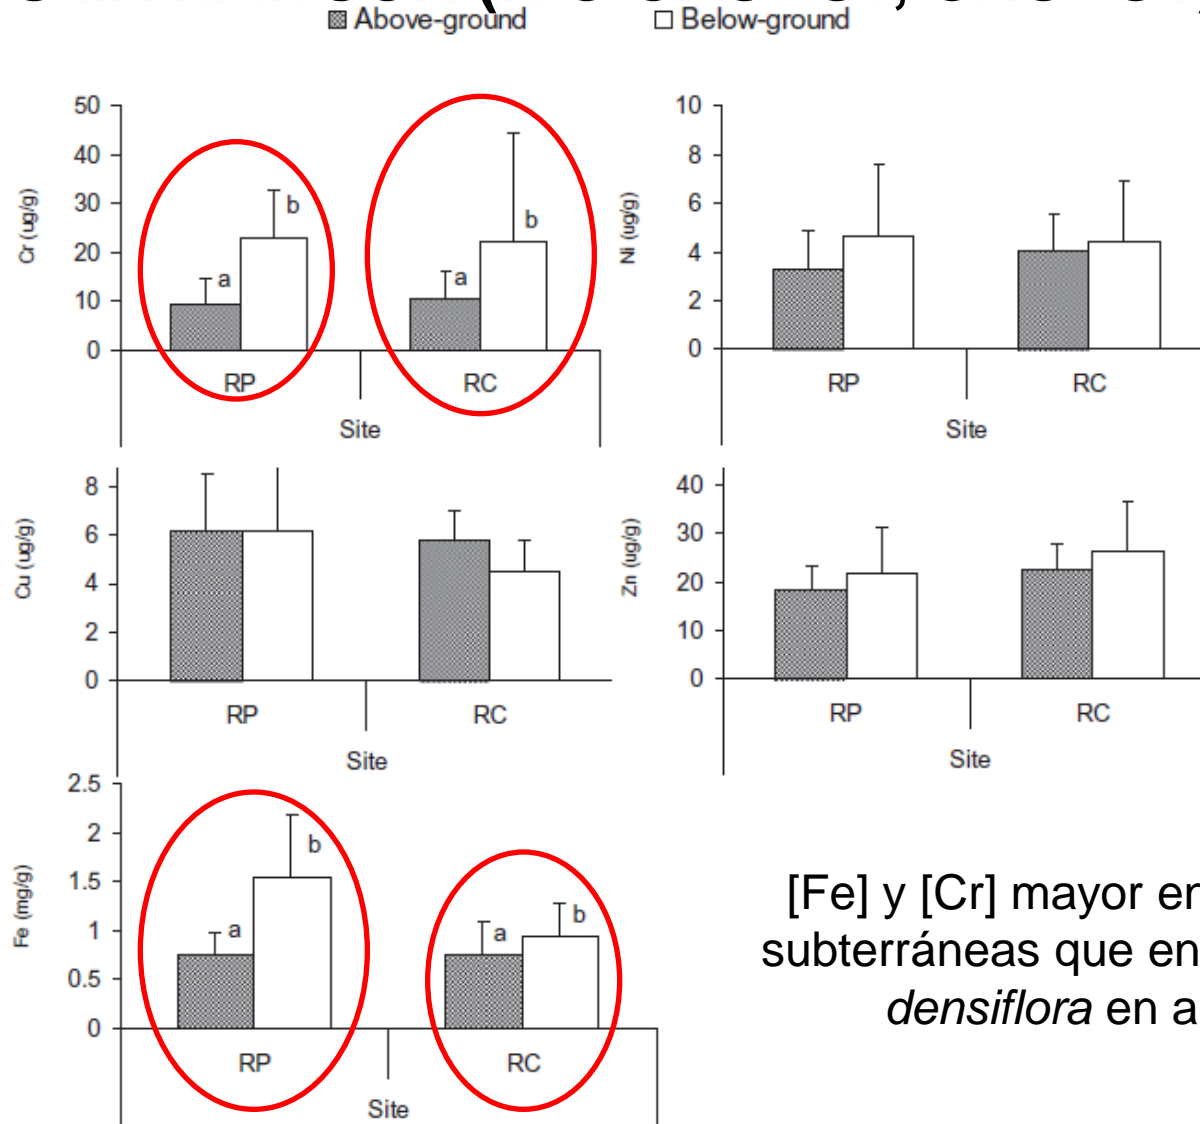 Above-ground Below-ground
50
40
30
20
10
0
Cr (ug/g)
a
b
a
b
RP RC
Site
10
8
6
4
2
0
Ni (ug/g)
RP RC
Site
8
6
4
2
0
Cu (ug/g)
RP RC
Site
40
30
20
10
0
Zn (ug/g)
RP RC
Site
2.5
2
1.5
1
0.5
0
Fe (mg/g)
a
b
a
b
RP RC
Site
[Fe] y [Cr] mayor en
subterráneas que en
densiflora en a